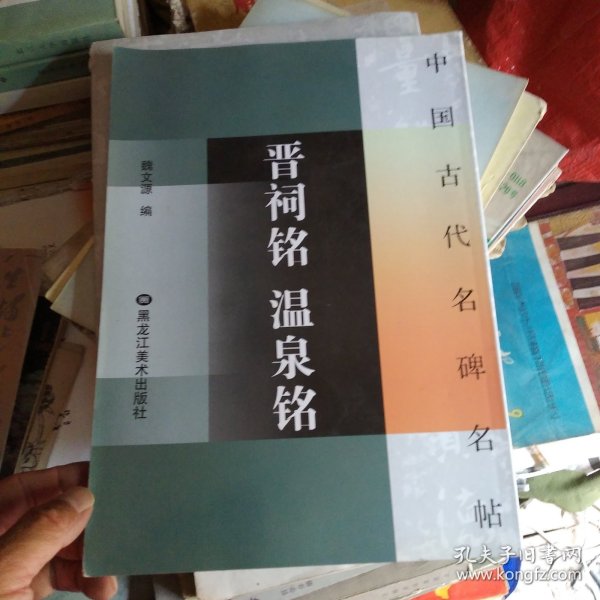 中国古代名碑名帖
晋祠铭 温泉铭
魏文源 编
黑龙江美术出版社
孔夫子旧书网
www.kongfz.com